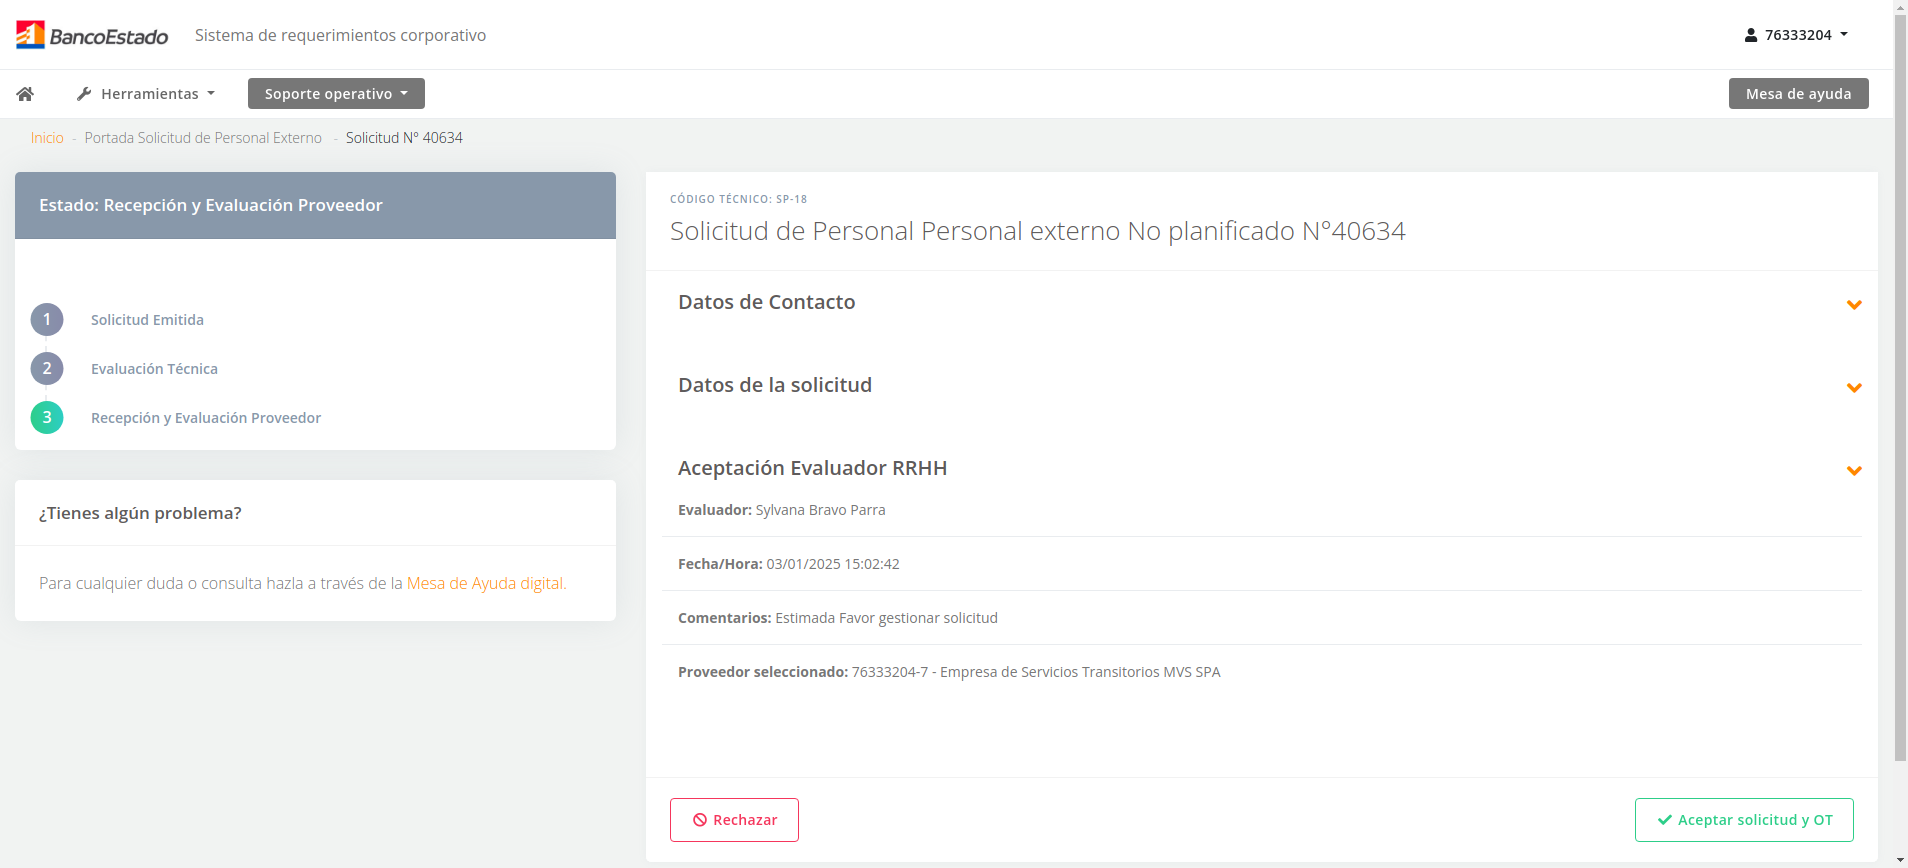 BancoEstado
Sistema de requerimientos corporativo
76333204
Herramientas
Soporte operativo
Mesa de ayuda
Inicio - Portada Solicitud de Personal Externo - Solicitud N° 40634
Estado: Recepción y Evaluación Proveedor
1 Solicitud Emitida
2 Evaluación Técnica
3 Recepción y Evaluación Proveedor
¿Tienes algún problema?
Para cualquier duda o consulta hazla a través de la Mesa de Ayuda digital.
CÓDIGO TÉCNICO: SP-18
Solicitud de Personal Personal externo No planificado N°40634
Datos de Contacto
Datos de la solicitud
Aceptación Evaluador RRHH
Evaluador: Sylvana Bravo Parra
Fecha/Hora: 03/01/2025 15:02:42
Comentarios: Estimada Favor gestionar solicitud
Proveedor seleccionado: 76333204-7 - Empresa de Servicios Transitorios MVS SPA
Rechazar
Aceptar solicitud y OT